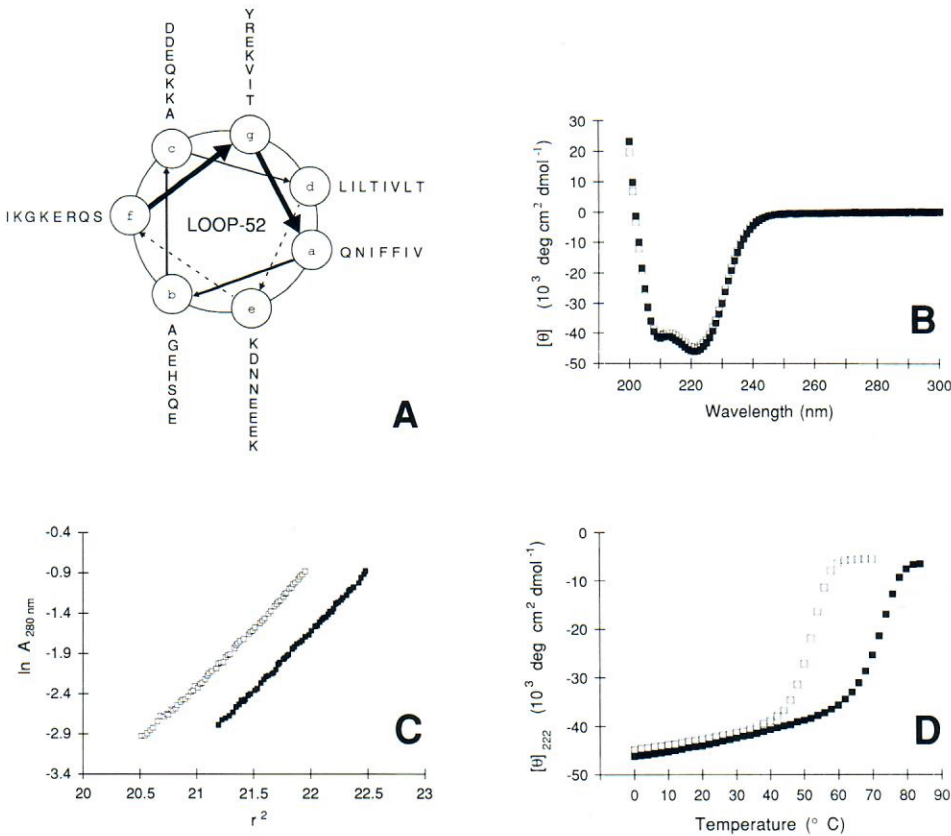 DDEQKKA
YREKVIT
c
g
d
LILTIVLT
IKGKERQS
f
LOOP-52
a
QNIFFIV
b
e
AGEHSQE
KDNNEEEK
A
30
20
10
0
-10
-20
-30
-40
-50
[θ] (10³ deg cm² dmol⁻¹)
200 220 240 260 280 300
Wavelength (nm)
B
-0.4
-0.9
-1.4
-1.9
-2.4
-2.9
-3.4
ln A 280 nm
20 20.5 21 21.5 22 22.5 23
r²
C
0
-10
-20
-30
-40
-50
[θ]222 (10³ deg cm² dmol⁻¹)
0 10 20 30 40 50 60 70 80 90
Temperature (° C)
D